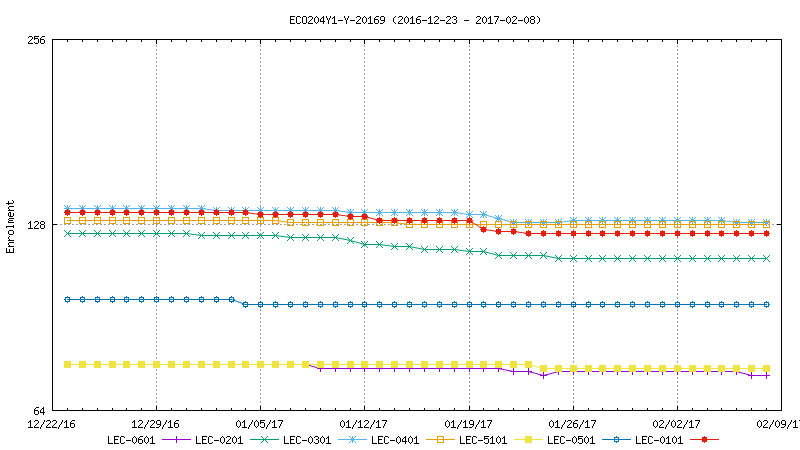 ECO204Y1-Y-20169 (2016-12-23 - 2017-02-08)
256
128
64
Enrolment
12/22/16 12/29/16 01/05/17 01/12/17 01/19/17 01/26/17 02/02/17 02/09/17
LEC-0601 LEC-0201 LEC-0301 LEC-0401 LEC-5101 LEC-0501 LEC-0101